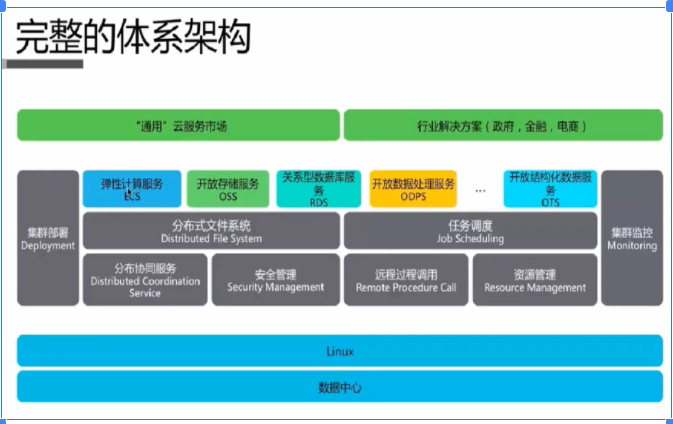 完整的体系架构
“通用”云服务市场
行业解决方案（政府，金融，电商）
集群部署
Deployment
弹性计算服务
ECS
开放存储服务
OSS
关系型数据库服
务
RDS
开放数据处理服务
ODPS
...
开放结构化数据服
务
OTS
分布式文件系统
Distributed File System
任务调度
Job Scheduling
分布协同服务
Distributed Coordination
Service
安全管理
Security Management
远程过程调用
Remote Procedure Call
资源管理
Resource Management
集群监控
Monitoring
Linux
数据中心